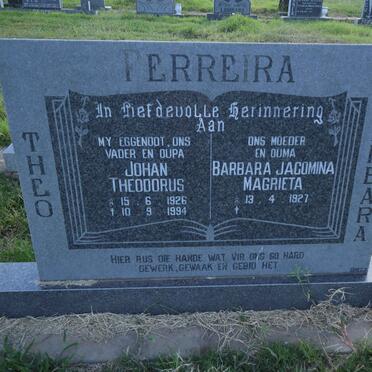 FERREIRA
In Liefdevolle Herinnering
Aan
MY EGGENOOT, ONS
VADER EN OUPA
JOHAN
THEODORUS
* 15 . 6 1926
† 10 . 9 1994
ONS MOEDER
EN OUMA
BARBARA JACOMINA
MAGRIETA
* 13 . 4 1927
†
THEO
BARA
HIER RUS DIE HANDE WAT VIR ONS SO HARD
GEWERK, GEWAAK EN GEBID HET